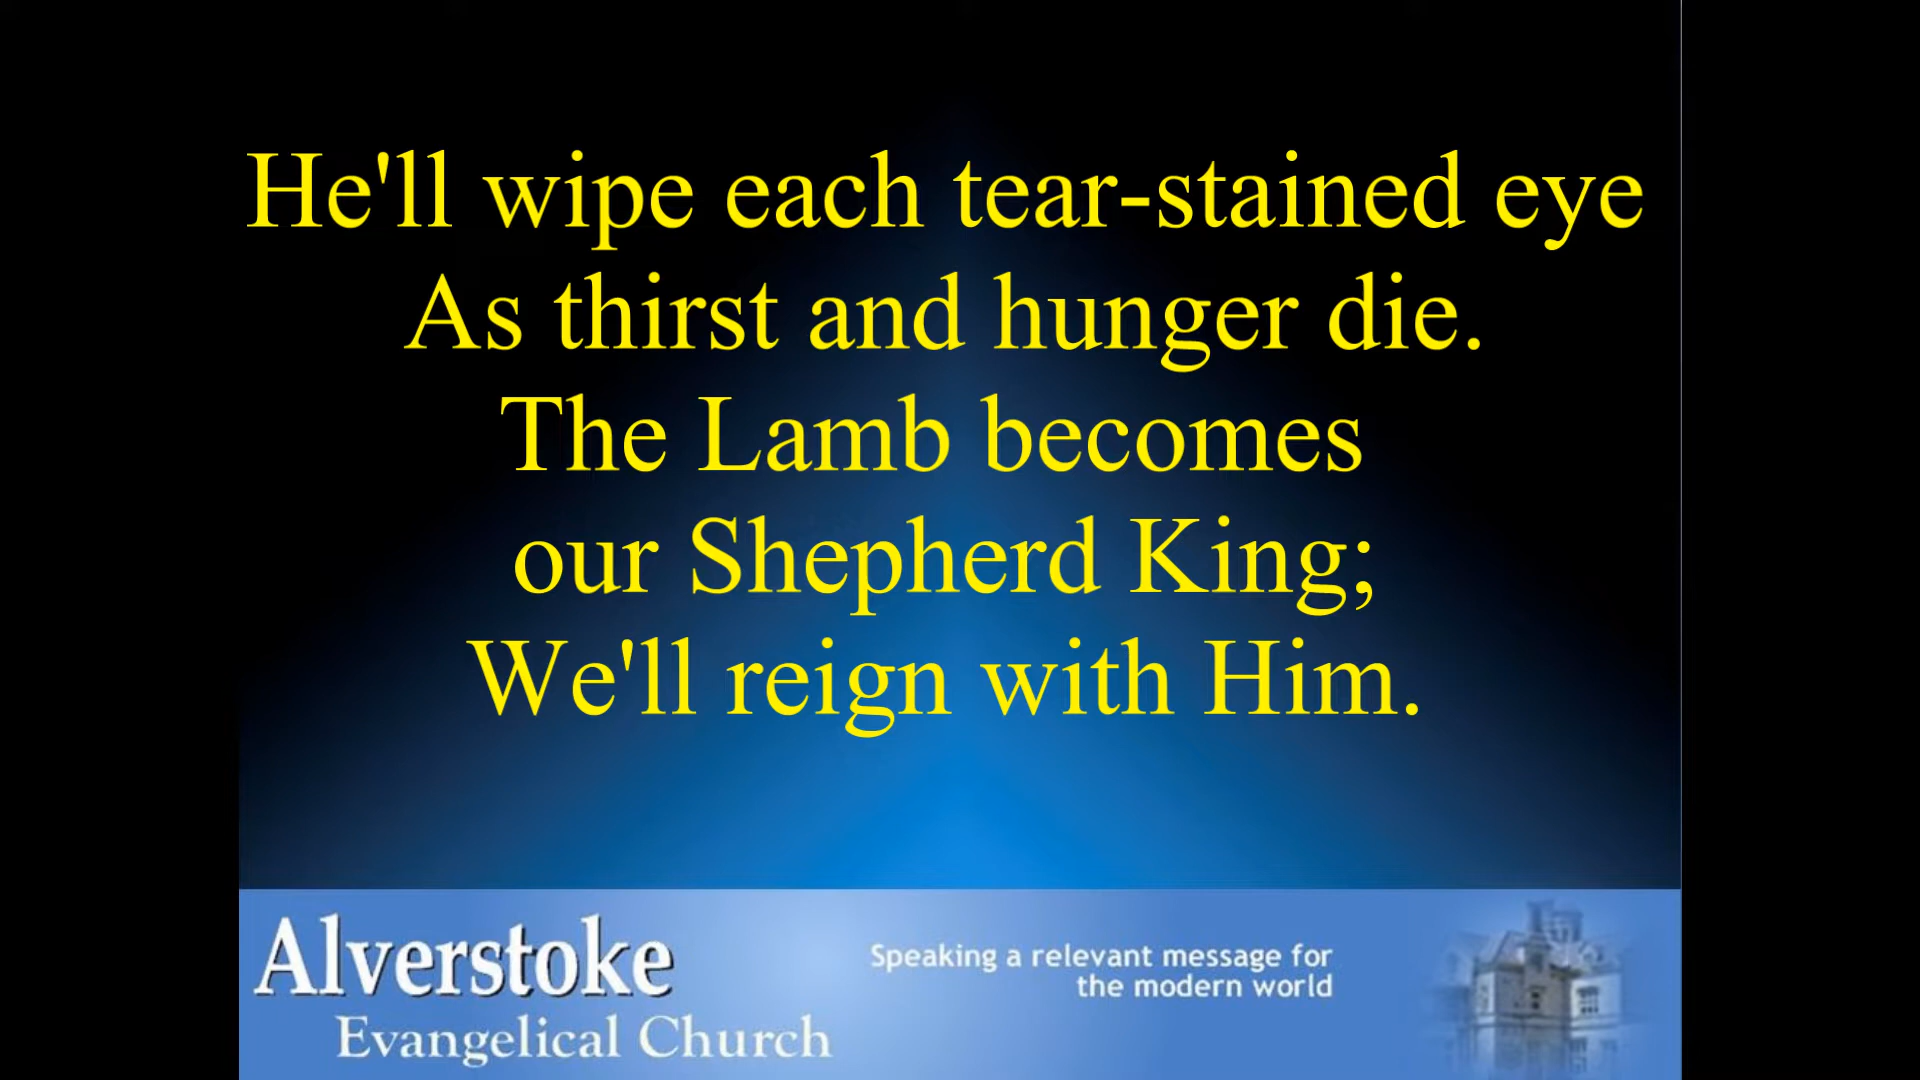 He'll wipe each tear-stained eye
As thirst and hunger die.
The Lamb becomes
our Shepherd King;
We'll reign with Him.
Alverstoke
Evangelical Church
Speaking a relevant message for
the modern world